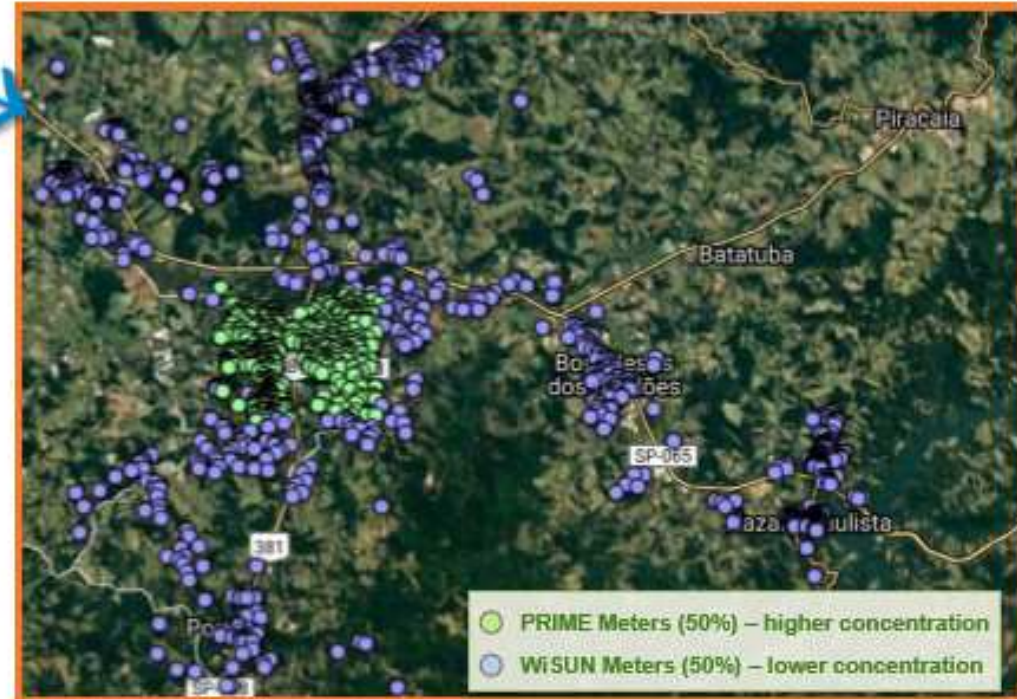 Piracaia
Batatuba
SP-065
381
PRIME Meters (50%) – higher concentration
WiSUN Meters (50%) – lower concentration